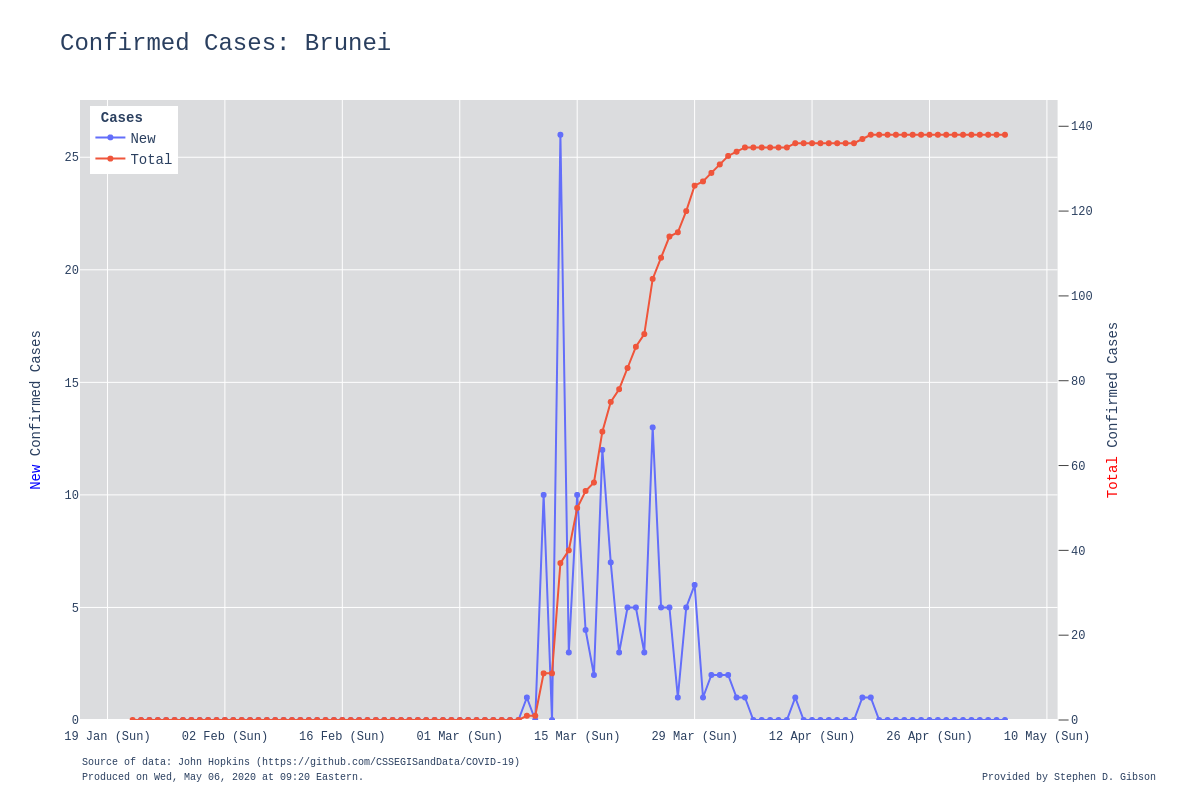 Confirmed Cases: Brunei
Cases
New
Total
25
20
15
10
5
0
140
120
100
80
60
40
20
0
New Confirmed Cases
Total Confirmed Cases
19 Jan (Sun) 02 Feb (Sun) 16 Feb (Sun) 01 Mar (Sun) 15 Mar (Sun) 29 Mar (Sun) 12 Apr (Sun) 26 Apr (Sun) 10 May (Sun)
Source of data: John Hopkins (https://github.com/CSSEGISandData/COVID-19)
Produced on Wed, May 06, 2020 at 09:20 Eastern.
Provided by Stephen D. Gibson